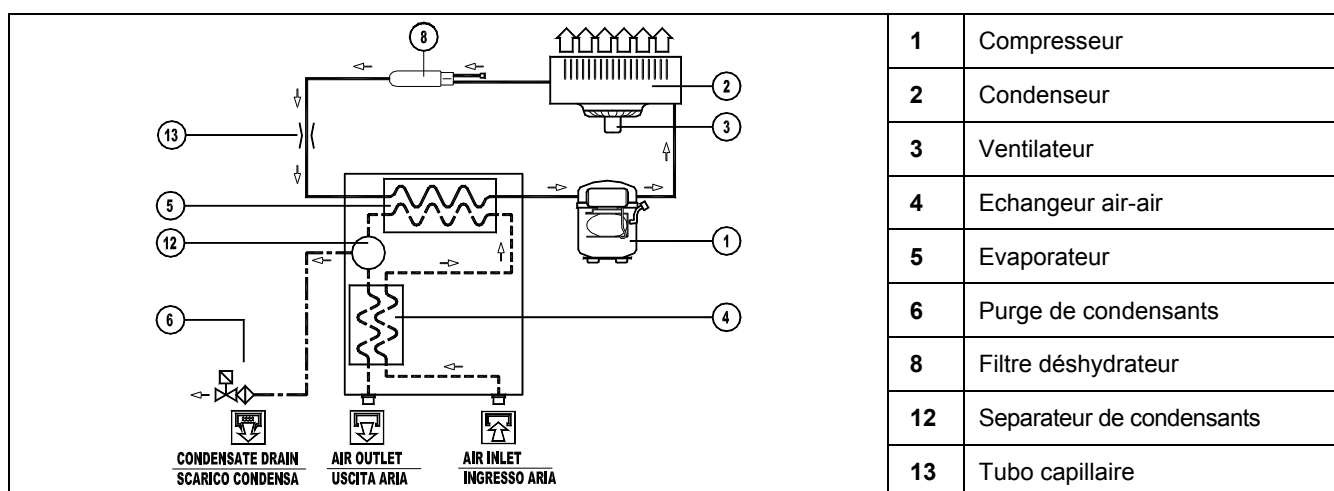 8
2
3
13
5
12
1
6
4
CONDENSATE DRAIN
SCARICO CONDENSA
AIR OUTLET
USCITA ARIA
AIR INLET
INGRESSO ARIA
1 Compresseur
2 Condenseur
3 Ventilateur
4 Echangeur air-air
5 Evaporateur
6 Purge de condensants
8 Filtre déshydrateur
12 Separateur de condensants
13 Tubo capillaire